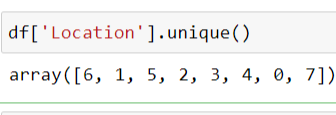 df['Location'].unique()
array([6, 1, 5, 2, 3, 4, 0, 7])